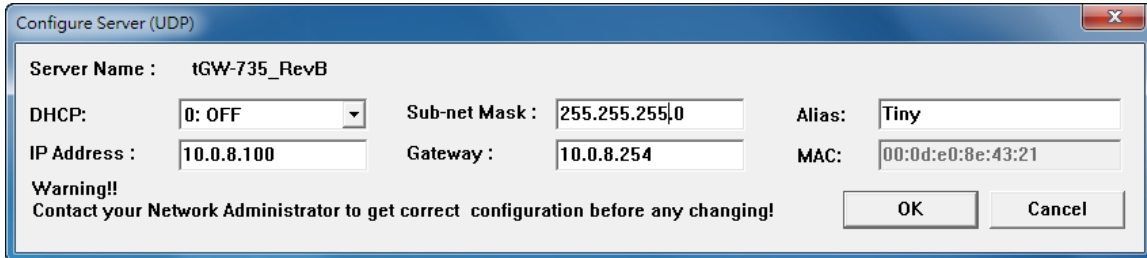 Configure Server (UDP)
Server Name : tGW-735_RevB
DHCP: 0: OFF Sub-net Mask : 255.255.255.0 Alias: Tiny
IP Address : 10.0.8.100 Gateway : 10.0.8.254 MAC: 00:0d:e0:8e:43:21
Warning!!
Contact your Network Administrator to get correct configuration before any changing!
OK Cancel